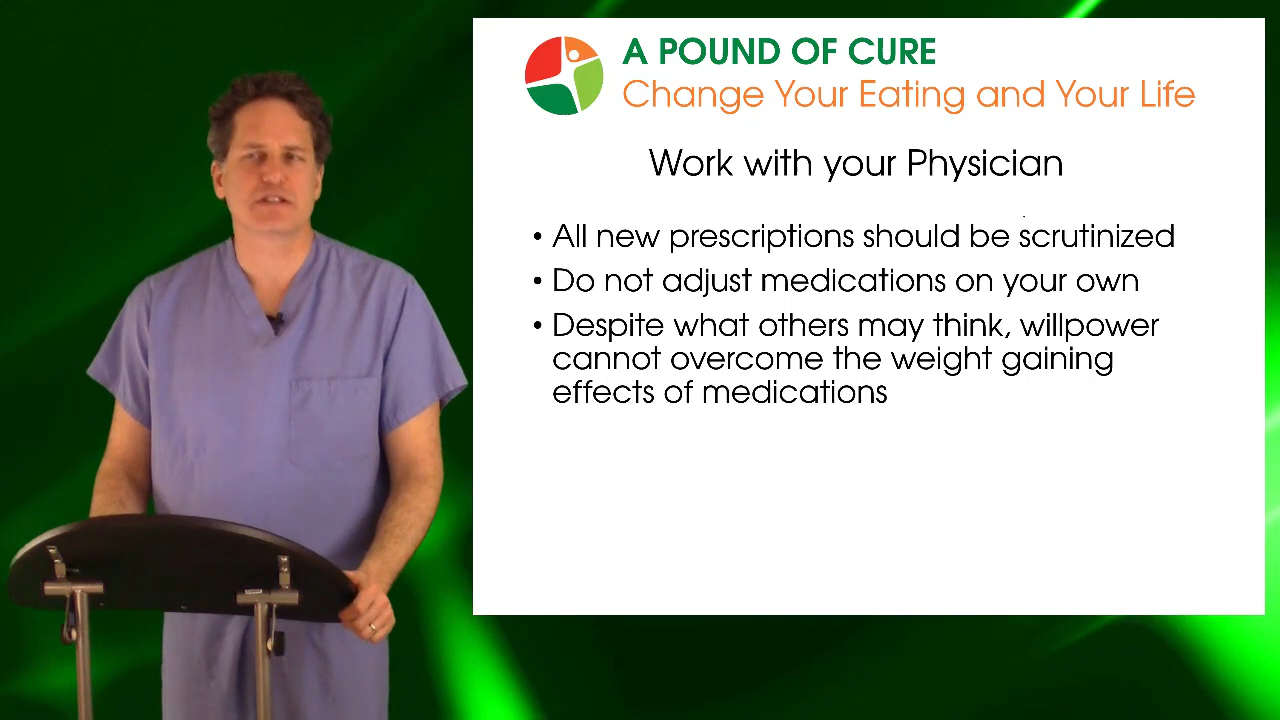 A POUND OF CURE
Change Your Eating and Your Life
Work with your Physician
• All new prescriptions should be scrutinized
• Do not adjust medications on your own
• Despite what others may think, willpower
cannot overcome the weight gaining
effects of medications